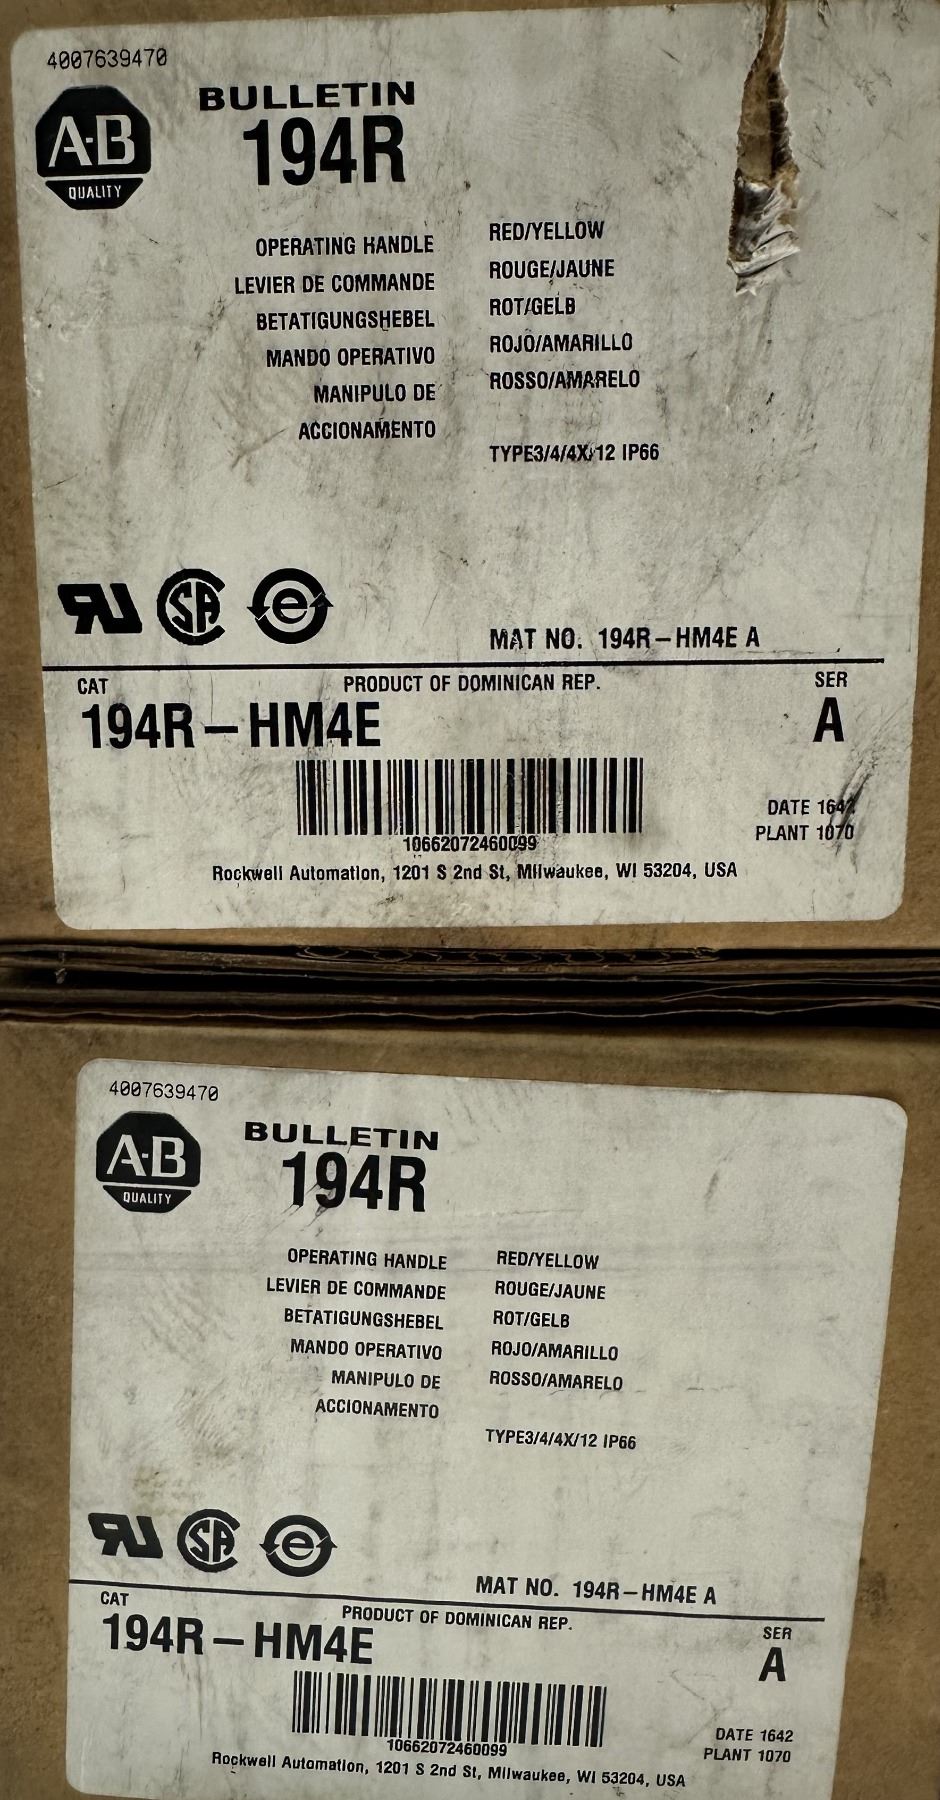 4007639470
A-B
QUALITY
BULLETIN
194R
OPERATING HANDLE RED/YELLOW
LEVIER DE COMMANDE ROUGE/JAUNE
BETATIGUNGSHEBEL ROT/GELB
MANDO OPERATIVO ROJO/AMARILLO
MANIPULO DE ROSSO/AMARELO
ACCIONAMENTO
TYPE3/4/4X/12 IP66
RU SA e
MAT NO. 194R-HM4E A
CAT PRODUCT OF DOMINICAN REP. SER
194R-HM4E A
DATE 1642
PLANT 1070
10662072460099
Rockwell Automation, 1201 S 2nd St, Milwaukee, WI 53204, USA
4007639470
A-B
QUALITY
BULLETIN
194R
OPERATING HANDLE RED/YELLOW
LEVIER DE COMMANDE ROUGE/JAUNE
BETATIGUNGSHEBEL ROT/GELB
MANDO OPERATIVO ROJO/AMARILLO
MANIPULO DE ROSSO/AMARELO
ACCIONAMENTO
TYPE3/4/4X/12 IP66
RU SA e
MAT NO. 194R-HM4E A
CAT PRODUCT OF DOMINICAN REP. SER
194R-HM4E A
DATE 1642
PLANT 1070
10662072460099
Rockwell Automation, 1201 S 2nd St, Milwaukee, WI 53204, USA